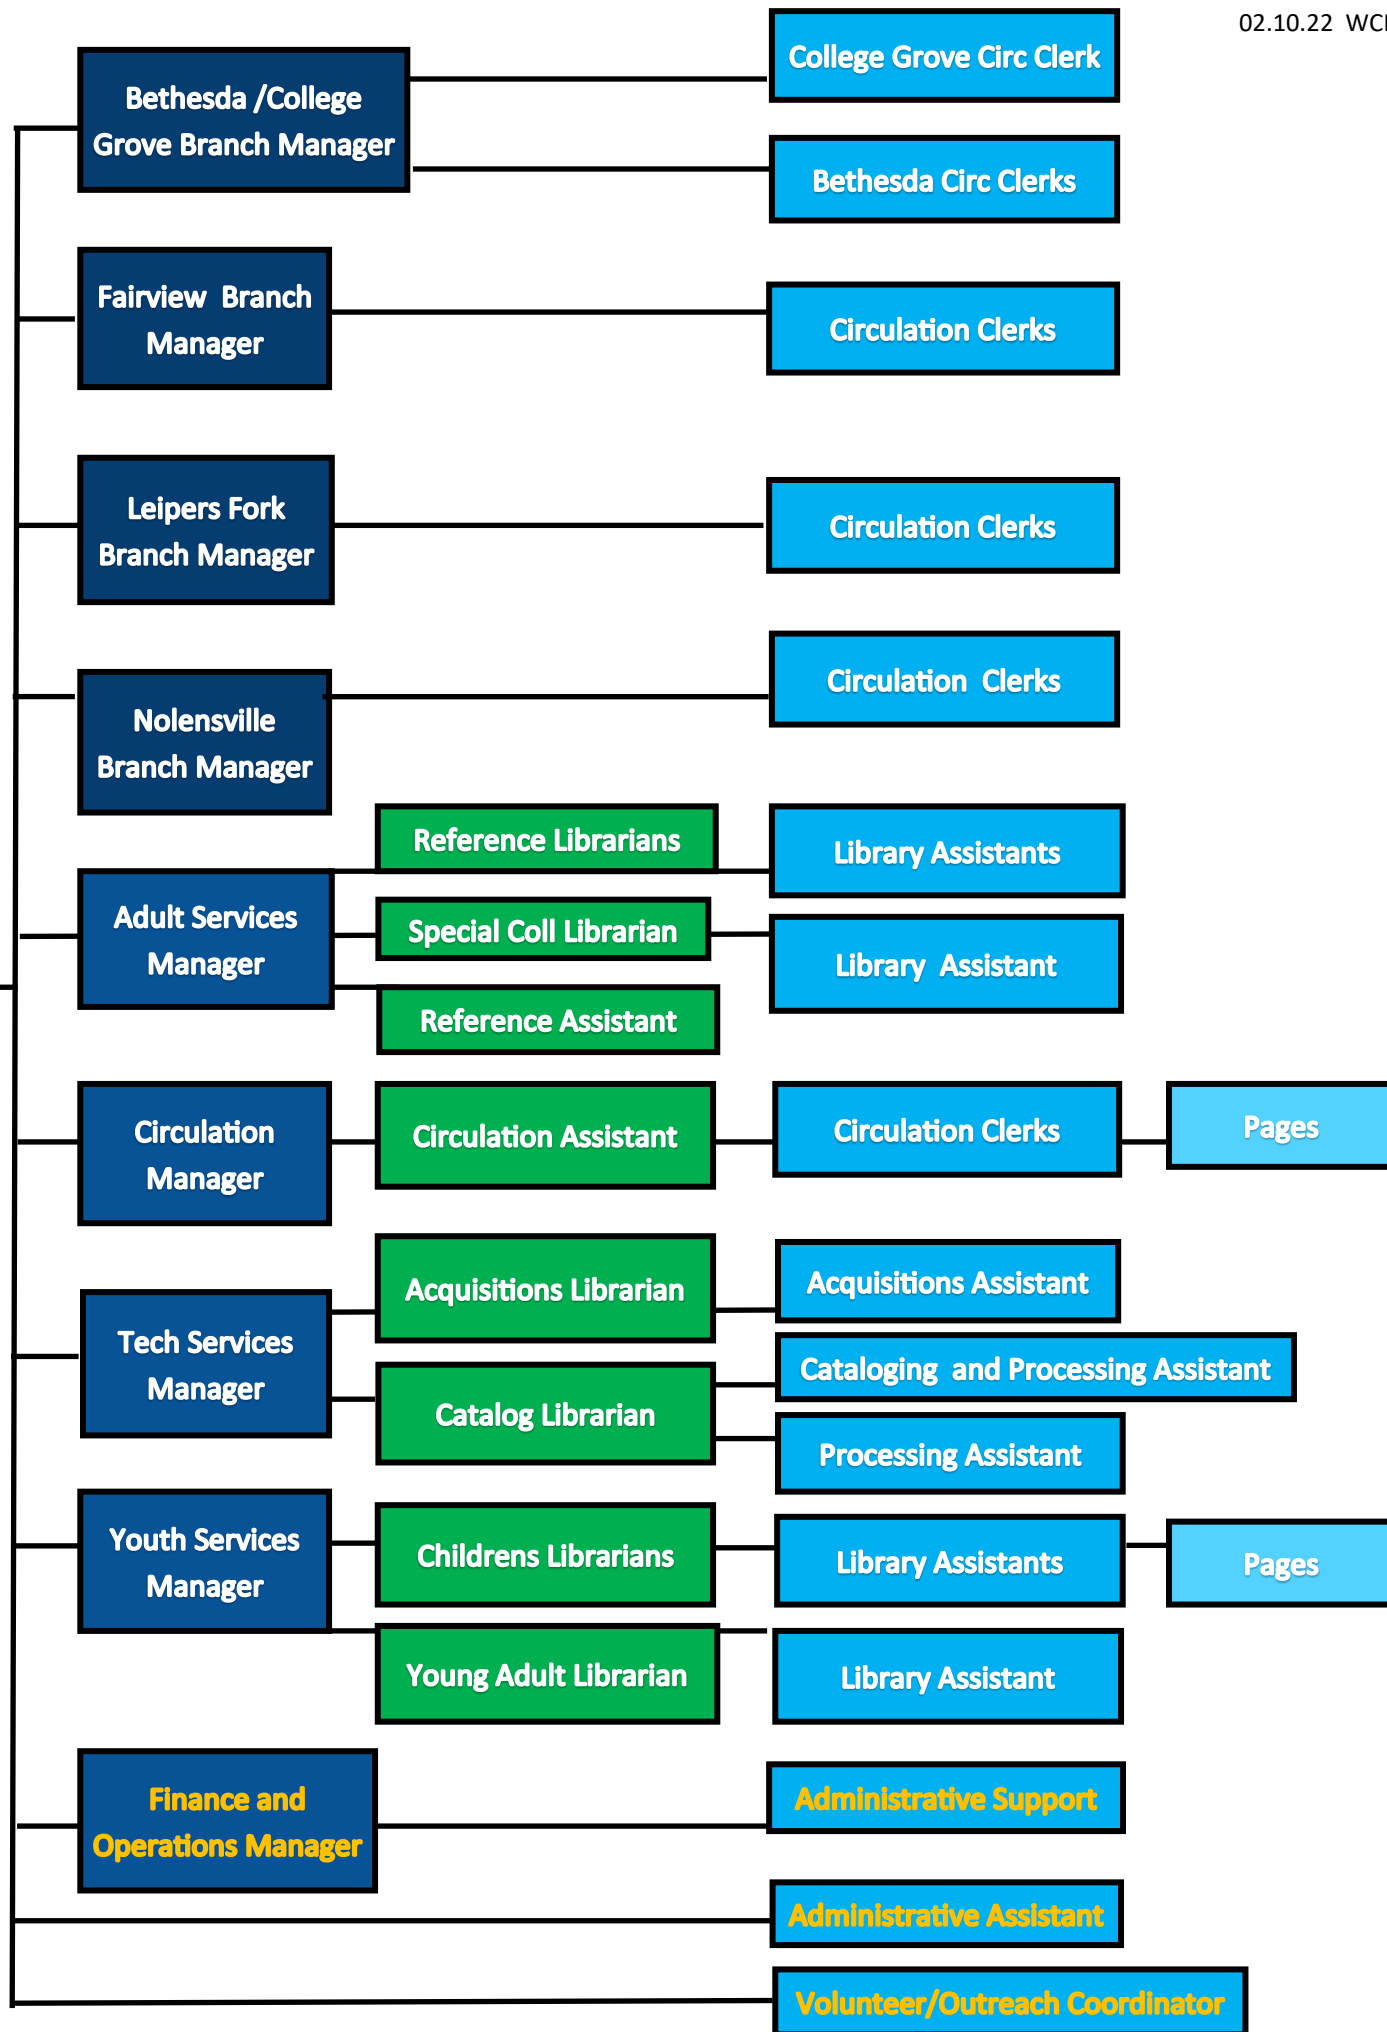 02.10.22 WCI
College Grove Circ Clerk
Bethesda /College
Grove Branch Manager
Bethesda Circ Clerks
Fairview Branch
Manager
Circulation Clerks
Leipers Fork
Branch Manager
Circulation Clerks
Nolensville
Branch Manager
Circulation Clerks
Reference Librarians
Library Assistants
Adult Services
Manager
Special Coll Librarian
Library Assistant
Reference Assistant
Circulation
Manager
Circulation Assistant
Circulation Clerks
Pages
Tech Services
Manager
Acquisitions Librarian
Acquisitions Assistant
Catalog Librarian
Cataloging and Processing Assistant
Processing Assistant
Youth Services
Manager
Childrens Librarians
Library Assistants
Pages
Young Adult Librarian
Library Assistant
Finance and
Operations Manager
Administrative Support
Administrative Assistant
Volunteer/Outreach Coordinator